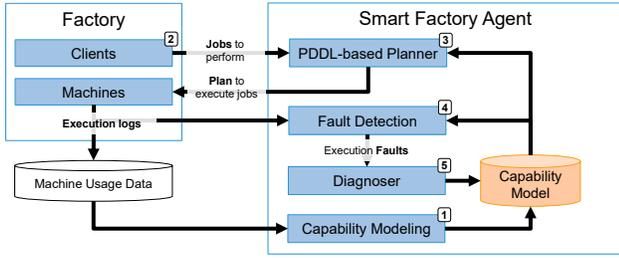 Factory
Smart Factory Agent
2
Clients
Jobs to
perform
3
PDDL-based Planner
Machines
Plan to
execute jobs
Execution logs
4
Fault Detection
Execution Faults
Machine Usage Data
5
Diagnoser
Capability
Model
1
Capability Modeling